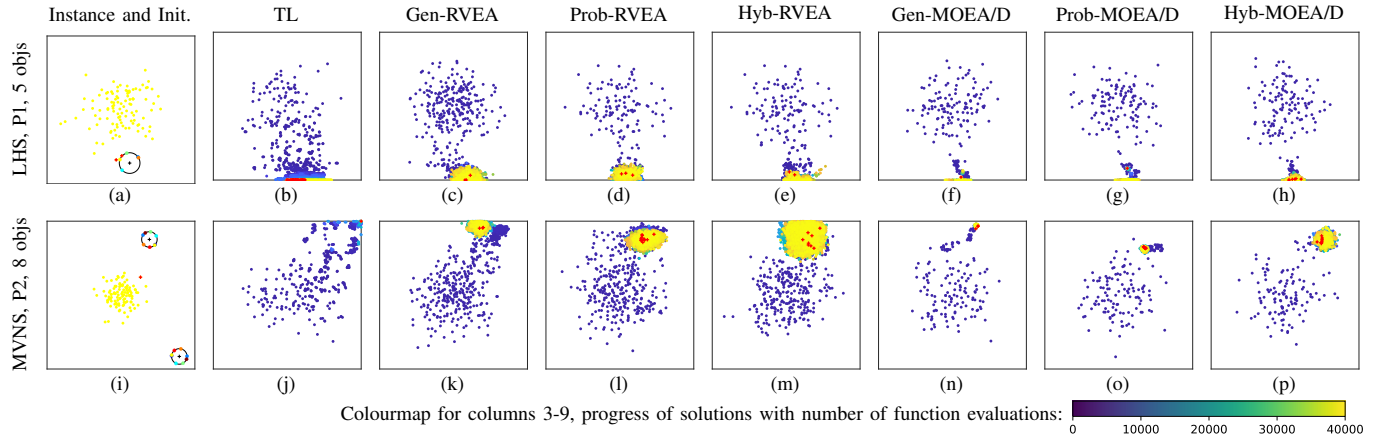 Instance and Init. TL Gen-RVEA Prob-RVEA Hyb-RVEA Gen-MOEA/D Prob-MOEA/D Hyb-MOEA/D
LHS, P1, 5 objs
(a) (b) (c) (d) (e) (f) (g) (h)
MVNS, P2, 8 objs
(i) (j) (k) (l) (m) (n) (o) (p)
Colourmap for columns 3-9, progress of solutions with number of function evaluations:
0 10000 20000 30000 40000